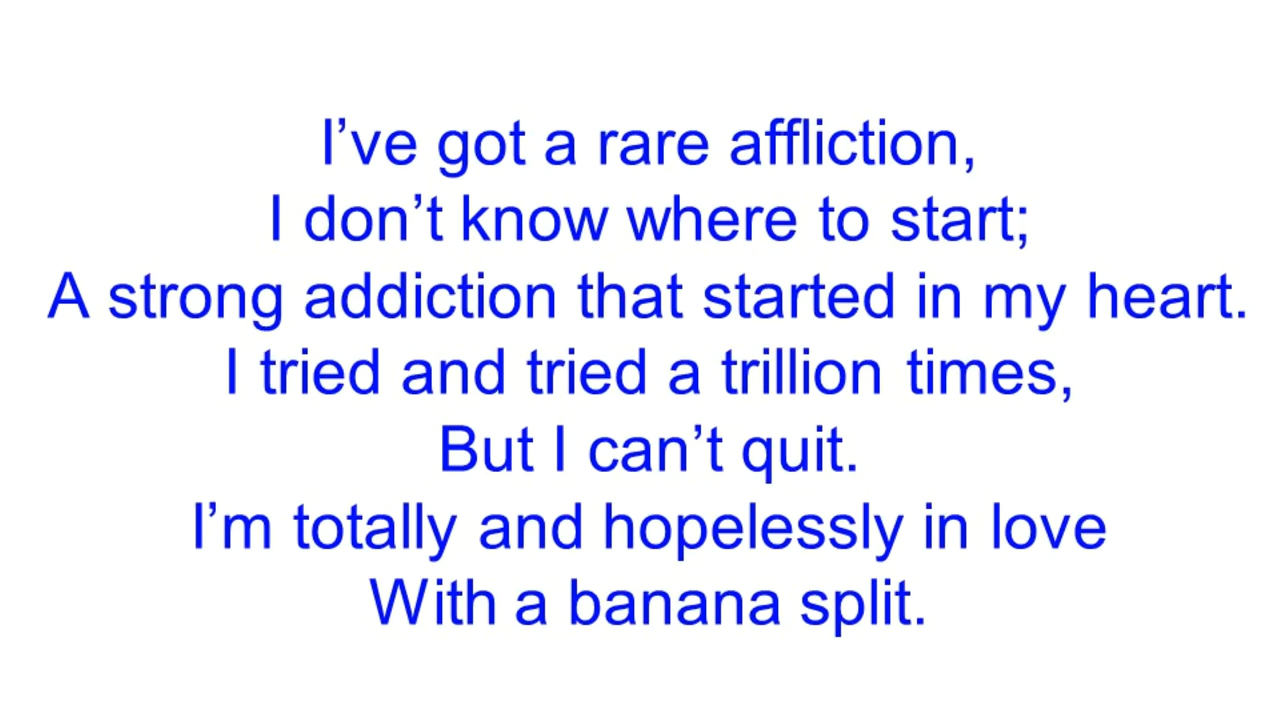 I’ve got a rare affliction,
I don’t know where to start;
A strong addiction that started in my heart.
I tried and tried a trillion times,
But I can’t quit.
I’m totally and hopelessly in love
With a banana split.